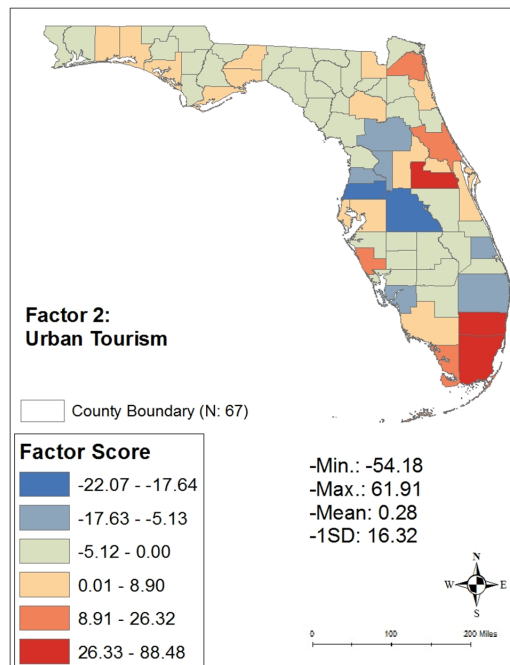 Factor 2:
Urban Tourism
County Boundary (N: 67)
Factor Score
-22.07 - -17.64
-17.63 - -5.13
-5.12 - 0.00
0.01 - 8.90
8.91 - 26.32
26.33 - 88.48
-Min.: -54.18
-Max.: 61.91
-Mean: 0.28
-1SD: 16.32
N
W E
S
0 100 200 Miles